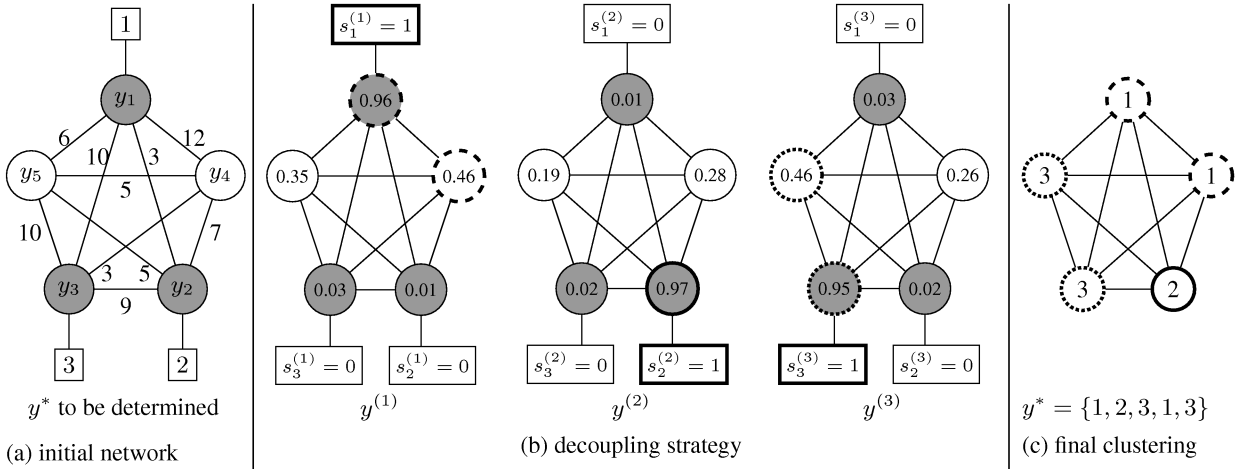 1
y₁
6
10
3
12
y₅
5
y₄
10
7
y₃
3
5
y₂
9
3
2
y* to be determined
(a) initial network
s₁⁽¹⁾ = 1
0.96
0.35
0.46
0.03
0.01
s₃⁽¹⁾ = 0
s₂⁽¹⁾ = 0
y⁽¹⁾
s₁⁽²⁾ = 0
0.01
0.19
0.28
0.02
0.97
s₃⁽²⁾ = 0
s₂⁽²⁾ = 1
y⁽²⁾
s₁⁽³⁾ = 0
0.03
0.46
0.26
0.95
0.02
s₃⁽³⁾ = 1
s₂⁽³⁾ = 0
y⁽³⁾
(b) decoupling strategy
1
3
1
3
2
y* = {1, 2, 3, 1, 3}
(c) final clustering